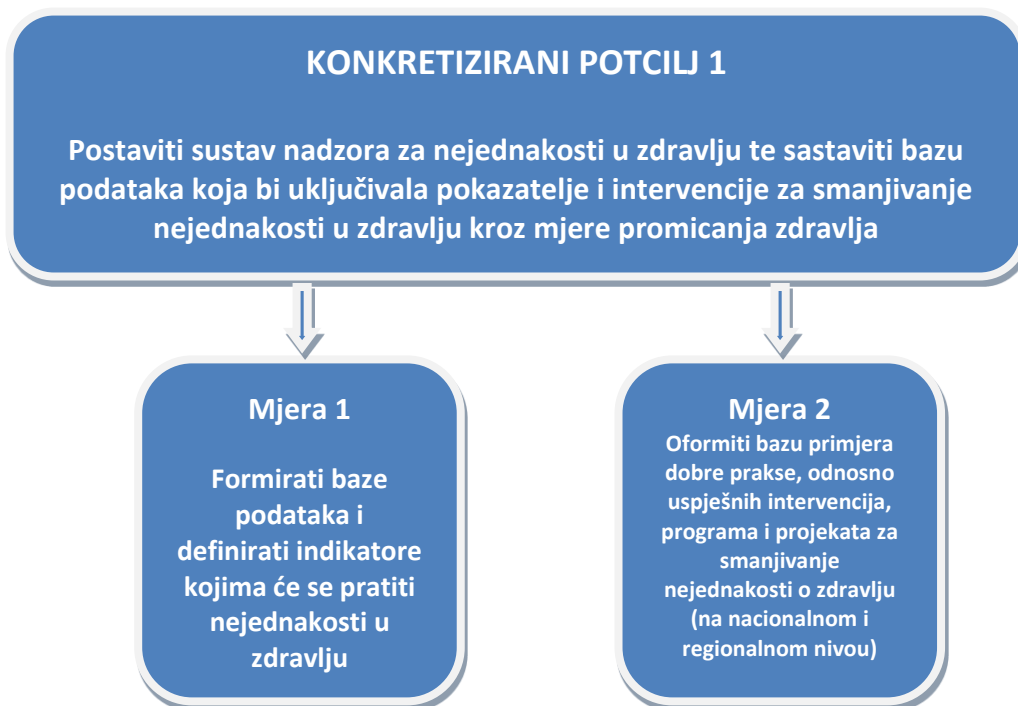 KONKRETIZIRANI POTCILJ 1
Postaviti sustav nadzora za nejednakosti u zdravlju te sastaviti bazu
podataka koja bi uključivala pokazatelje i intervencije za smanjivanje
nejednakosti u zdravlju kroz mjere promicanja zdravlja
Mjera 1
Formirati baze
podataka i
definirati indikatore
kojima će se pratiti
nejednakosti u
zdravlju
Mjera 2
Oformiti bazu primjera
dobre prakse, odnosno
uspješnih intervencija,
programa i projekata za
smanjivanje
nejednakosti o zdravlju
(na nacionalnom i
regionalnom nivou)